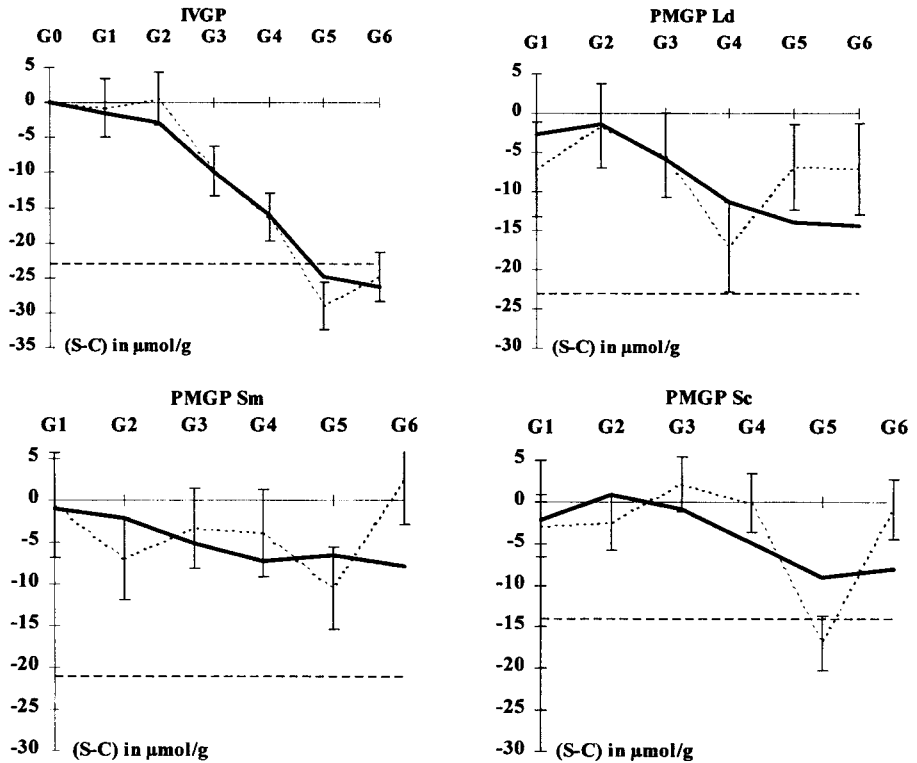 IVGP
G0 G1 G2 G3 G4 G5 G6
5
0
-5
-10
-15
-20
-25
-30
-35
(S-C) in µmol/g
PMGP Ld
G1 G2 G3 G4 G5 G6
5
0
-5
-10
-15
-20
-25
-30
(S-C) in µmol/g
PMGP Sm
G1 G2 G3 G4 G5 G6
5
0
-5
-10
-15
-20
-25
-30
(S-C) in µmol/g
PMGP Sc
G1 G2 G3 G4 G5 G6
5
0
-5
-10
-15
-20
-25
-30
(S-C) in µmol/g